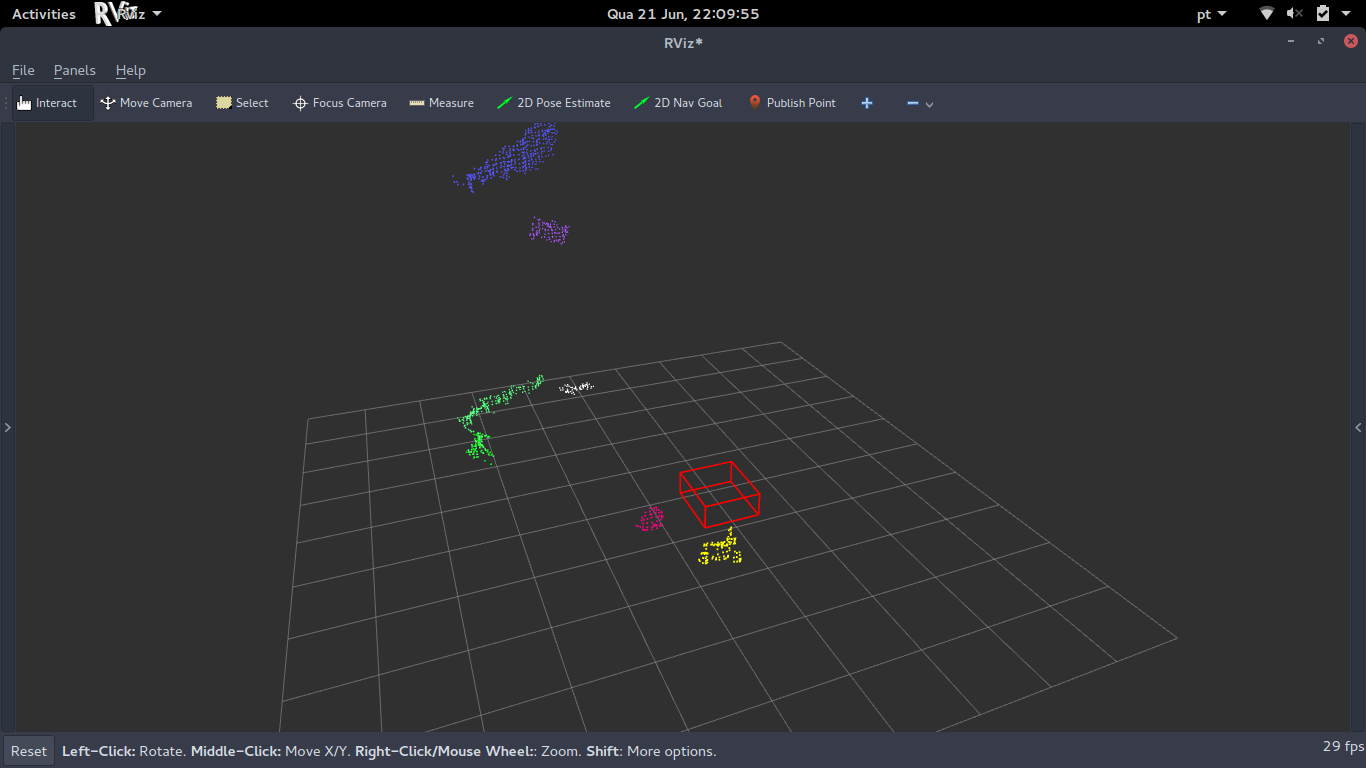 Activities RViz RViz Qua 21 Jun, 22:09:55 pt
RViz*
File Panels Help
Interact Move Camera Select Focus Camera Measure 2D Pose Estimate 2D Nav Goal Publish Point
Reset Left-Click: Rotate. Middle-Click: Move X/Y. Right-Click/Mouse Wheel:: Zoom. Shift: More options. 29 fps